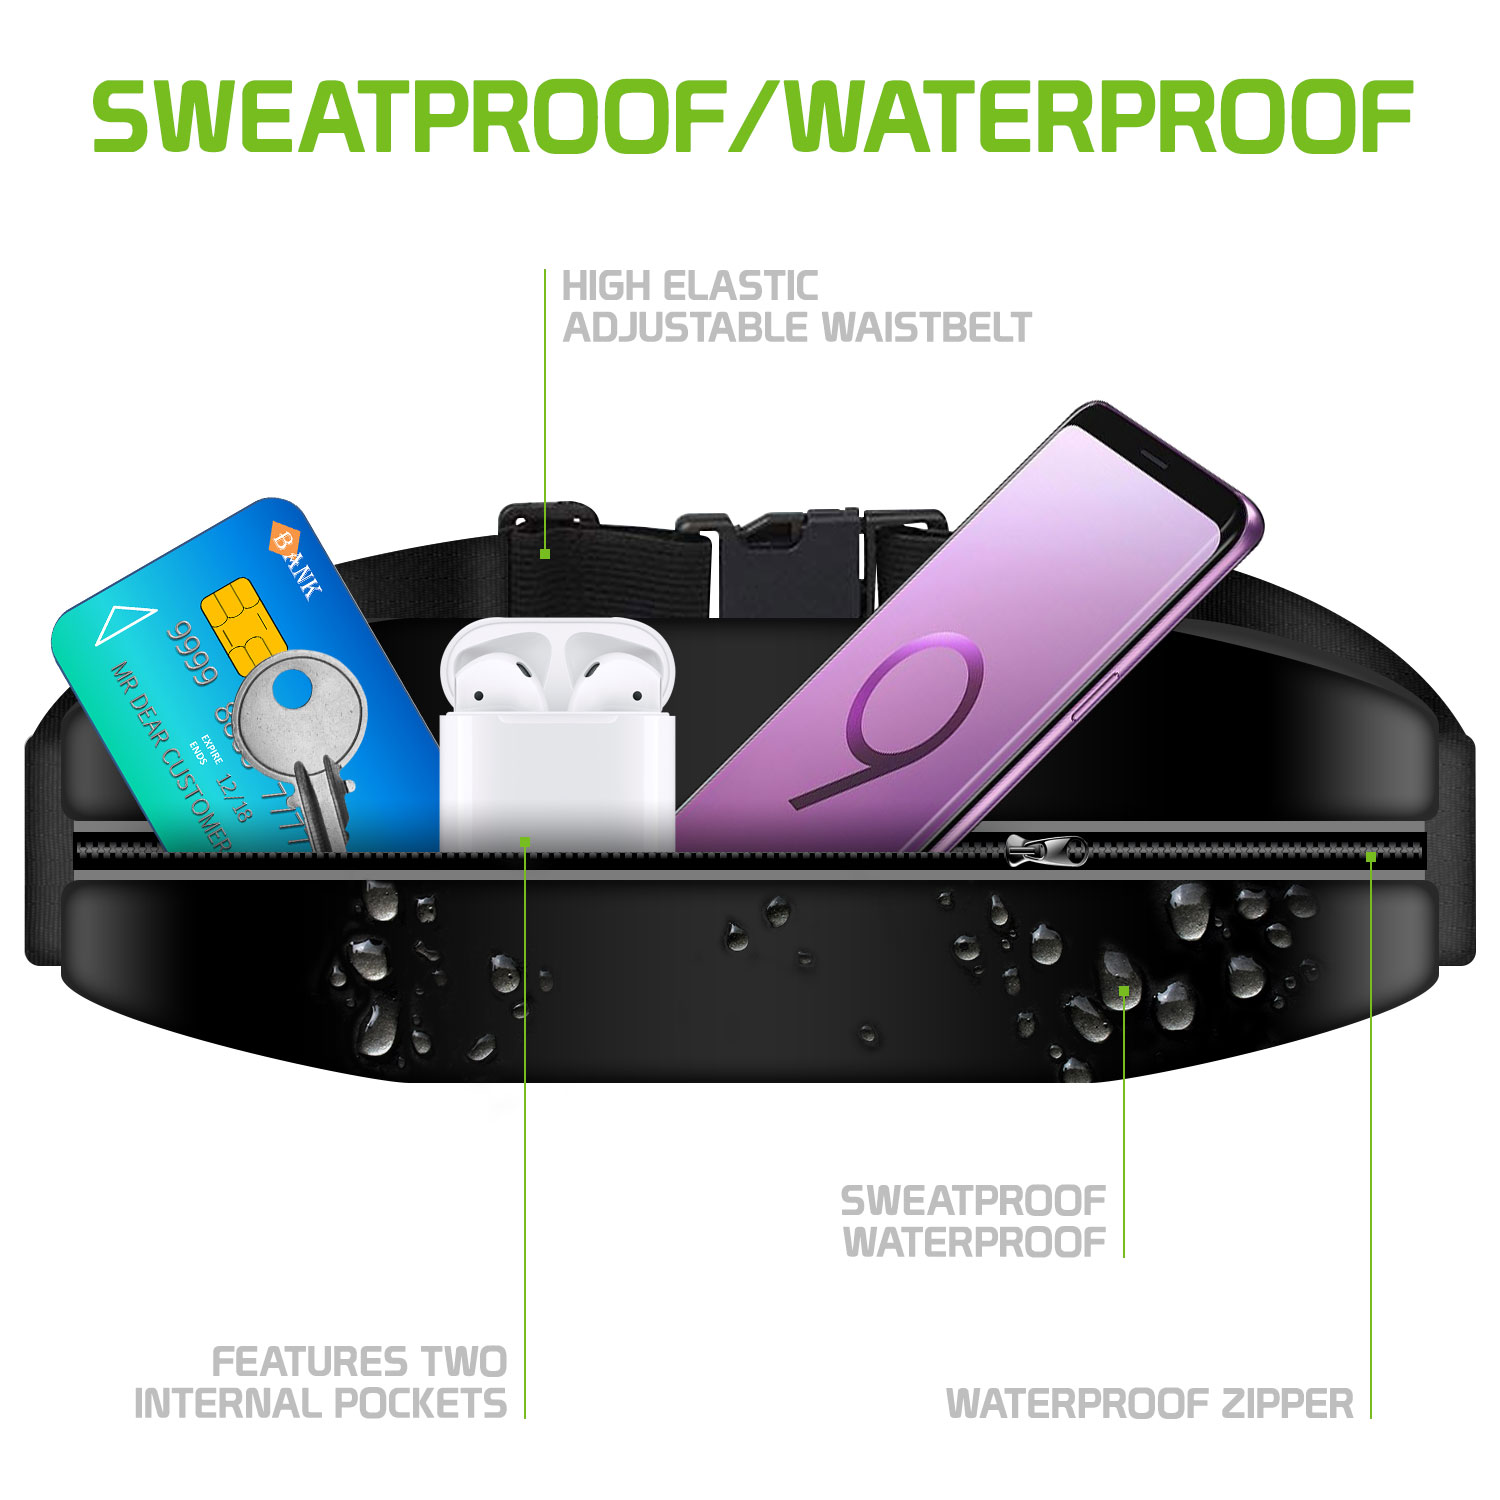 SWEATPROOF/WATERPROOF
HIGH ELASTIC
ADJUSTABLE WAISTBELT
BANK
9999
MR DEAR CUSTOMER
EXPIRE
ENDS
12/18
9
SWEATPROOF
WATERPROOF
FEATURES TWO
INTERNAL POCKETS
WATERPROOF ZIPPER